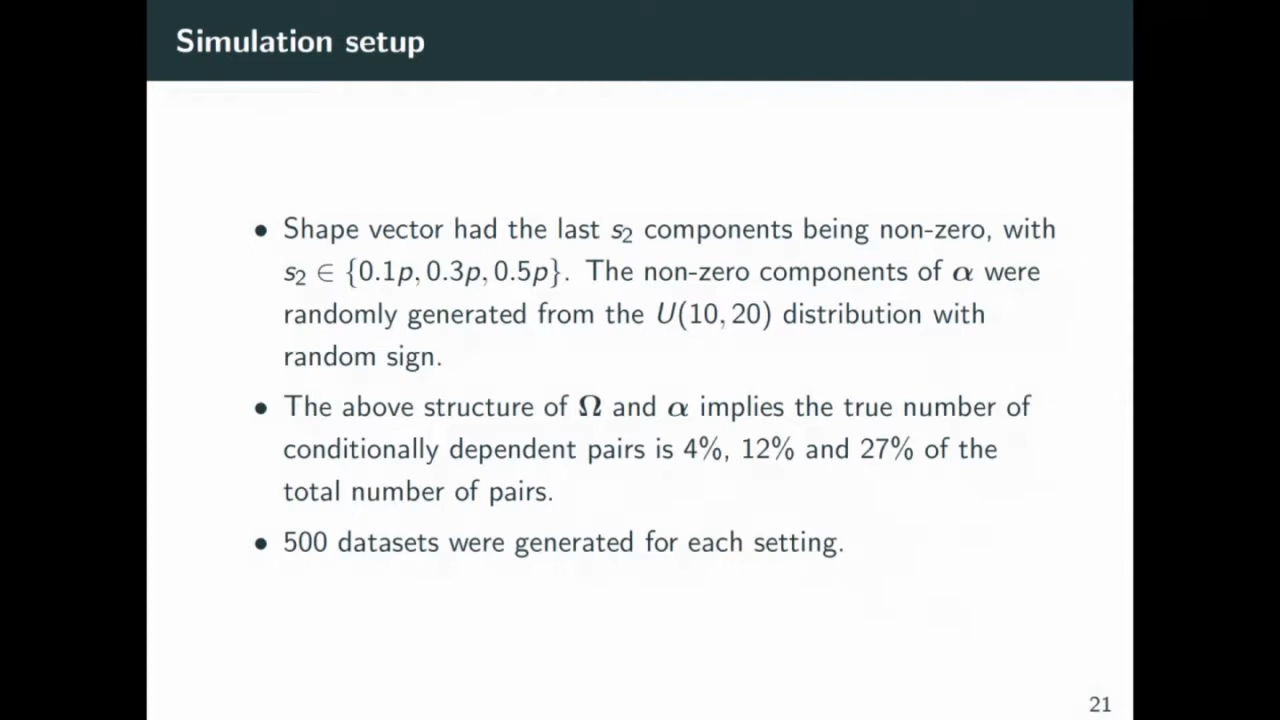 Simulation setup
• Shape vector had the last s₂ components being non-zero, with
s₂ ∈ {0.1p, 0.3p, 0.5p}. The non-zero components of α were
randomly generated from the U(10, 20) distribution with
random sign.
• The above structure of Ω and α implies the true number of
conditionally dependent pairs is 4%, 12% and 27% of the
total number of pairs.
• 500 datasets were generated for each setting.
21